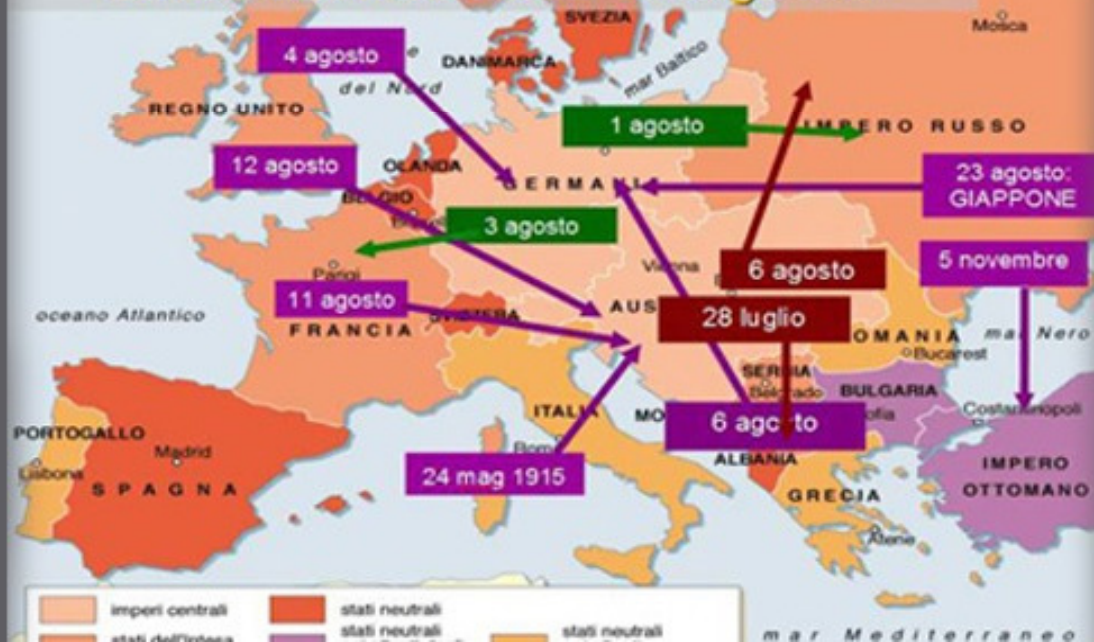 SVEZIA
Mosca
4 agosto
e
DANIMARCA
mar Baltico
del Nord
REGNO UNITO
1 agosto
IMPERO RUSSO
12 agosto
OLANDA
23 agosto:
GIAPPONE
GERMANIA
BELGIO
3 agosto
Parigi
Vienna
6 agosto
5 novembre
11 agosto
AUS
28 luglio
oceano Atlantico
FRANCIA
SVIZZERA
OMANIA
mar Nero
Bucarest
SERBIA
Belgrado
BULGARIA
ofia
ITALIA
MO
6 agosto
Costantinopoli
PORTOGALLO
Madrid
Lisbona
SPAGNA
Rom
24 mag 1915
ALBANIA
GRECIA
IMPERO
OTTOMANO
Atene
imperi centrali
stati neutrali
stati dell'Intesa
stati neutrali
stati neutrali
mar Mediterraneo